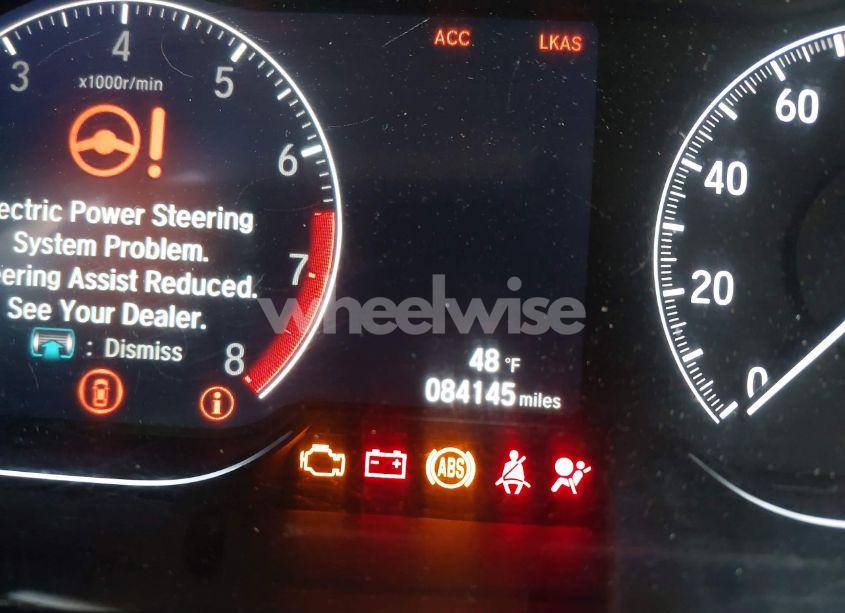 ACC LKAS
3 4 5 6 7 8
x1000r/min
ectric Power Steering
System Problem.
ering Assist Reduced.
See Your Dealer.
: Dismiss
48 °F
084145 miles
ABS
60
40
20
0
wheelwise